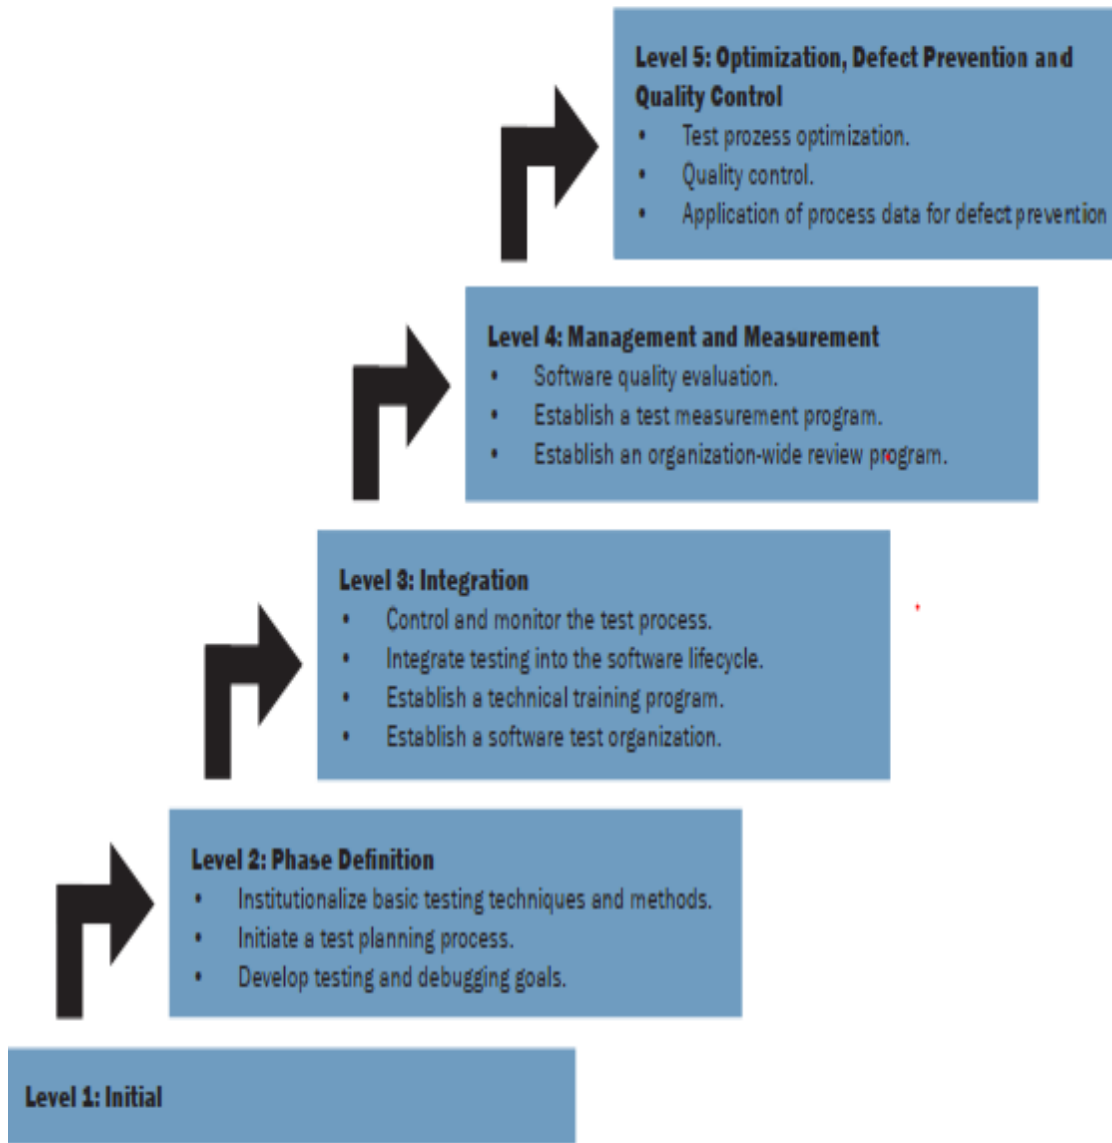 Level 5: Optimization, Defect Prevention and
Quality Control
• Test prozess optimization.
• Quality control.
• Application of process data for defect prevention
Level 4: Management and Measurement
• Software quality evaluation.
• Establish a test measurement program.
• Establish an organization-wide review program.
Level 3: Integration
• Control and monitor the test process.
• Integrate testing into the software lifecycle.
• Establish a technical training program.
• Establish a software test organization.
Level 2: Phase Definition
• Institutionalize basic testing techniques and methods.
• Initiate a test planning process.
• Develop testing and debugging goals.
Level 1: Initial